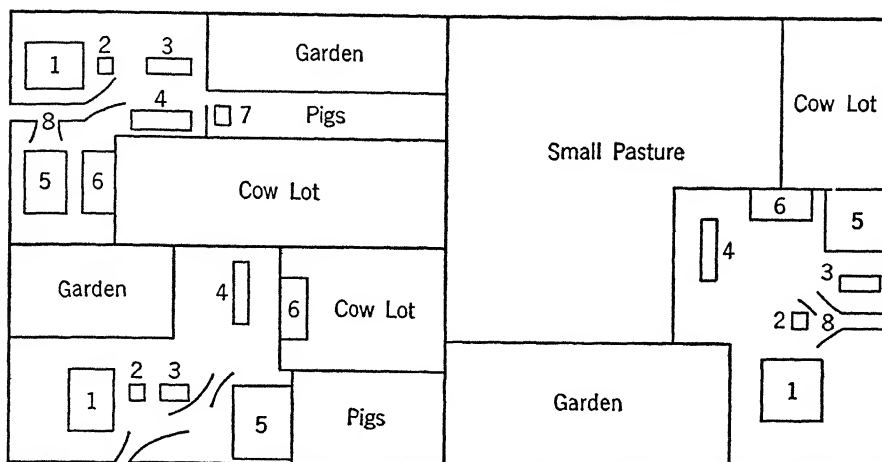 1 2 3 Garden
4 7 Pigs
8
5 6 Cow Lot
Garden 4 6 Cow Lot
1 2 3
5 Pigs
Small Pasture Cow Lot
6 5
4 3
2 8
1
Garden